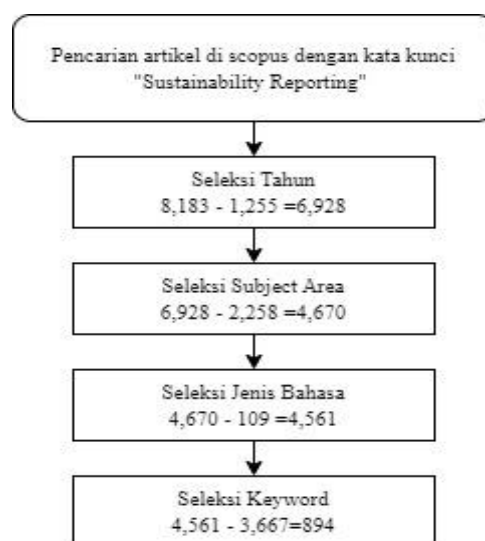 Pencarian artikel di scopus dengan kata kunci
"Sustainability Reporting"
Seleksi Tahun
8,183 - 1,255 =6,928
Seleksi Subject Area
6,928 - 2,258 =4,670
Seleksi Jenis Bahasa
4,670 - 109 =4,561
Seleksi Keyword
4,561 - 3,667=894